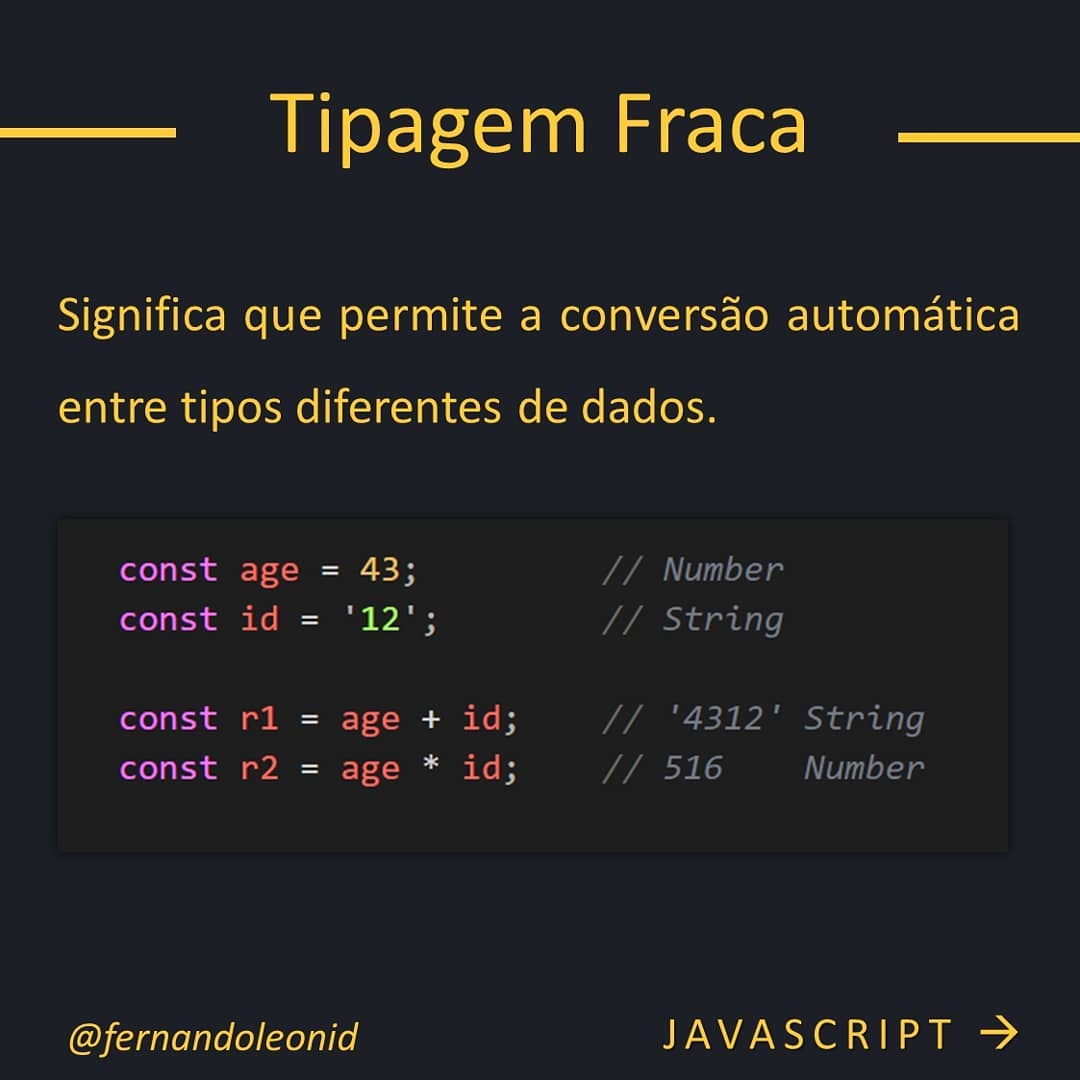 Tipagem Fraca
Significa que permite a conversão automática
entre tipos diferentes de dados.
const age = 43; // Number
const id = '12'; // String
const r1 = age + id; // '4312' String
const r2 = age * id; // 516 Number
@fernandoleonid
JAVASCRIPT →